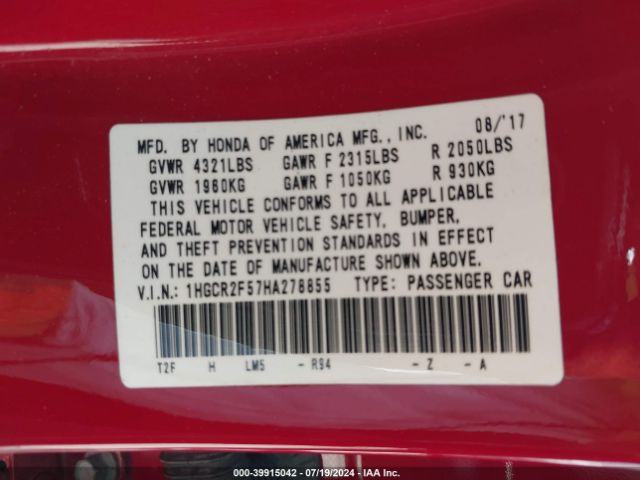 MFD. BY HONDA OF AMERICA MFG., INC. 08/'17
GVWR 4321LBS GAWR F 2315LBS R 2050LBS
GVWR 1960KG GAWR F 1050KG R 930KG
THIS VEHICLE CONFORMS TO ALL APPLICABLE
FEDERAL MOTOR VEHICLE SAFETY, BUMPER,
AND THEFT PREVENTION STANDARDS IN EFFECT
ON THE DATE OF MANUFACTURE SHOWN ABOVE.
V.I.N.: 1HGCR2F57HA278855 TYPE: PASSENGER CAR
T2F H LM5 - R94 - Z - A
000-39915042 - 07/19/2024 - IAA Inc.